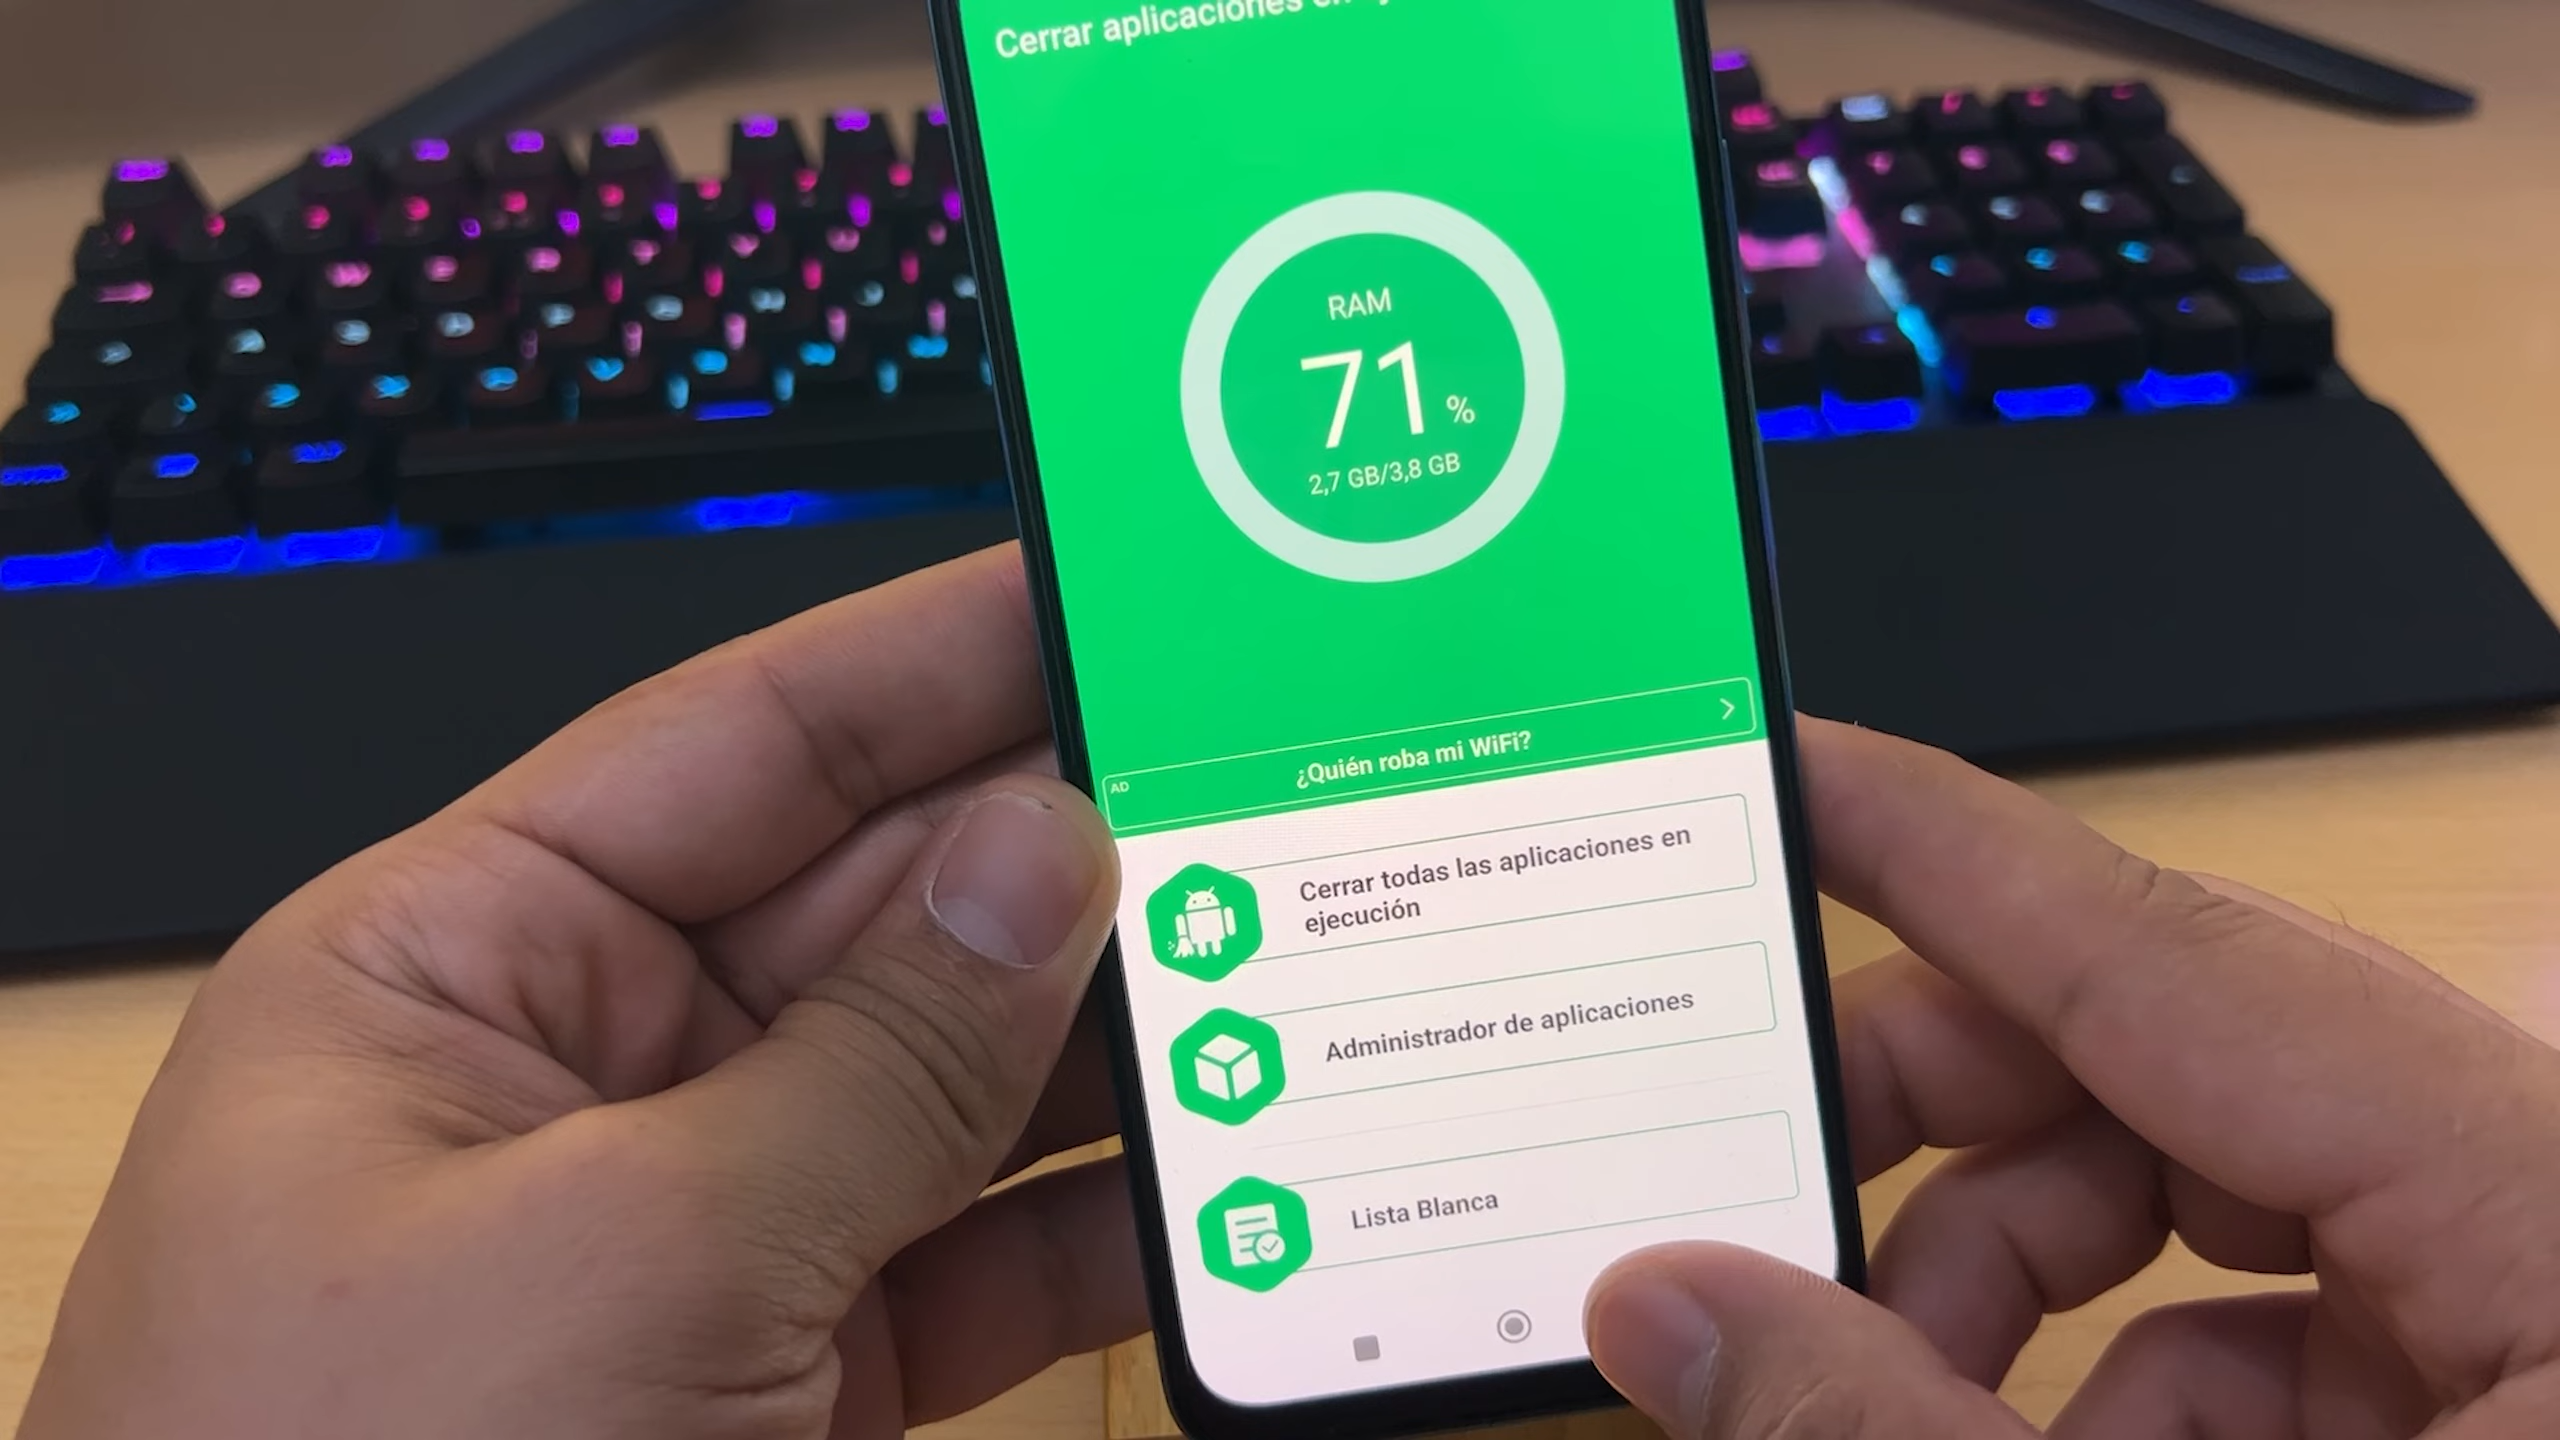 Cerrar aplicaciones
RAM
71 %
2,7 GB/3,8 GB
AD
¿Quién roba mi WiFi?
Cerrar todas las aplicaciones en
ejecución
Administrador de aplicaciones
Lista Blanca